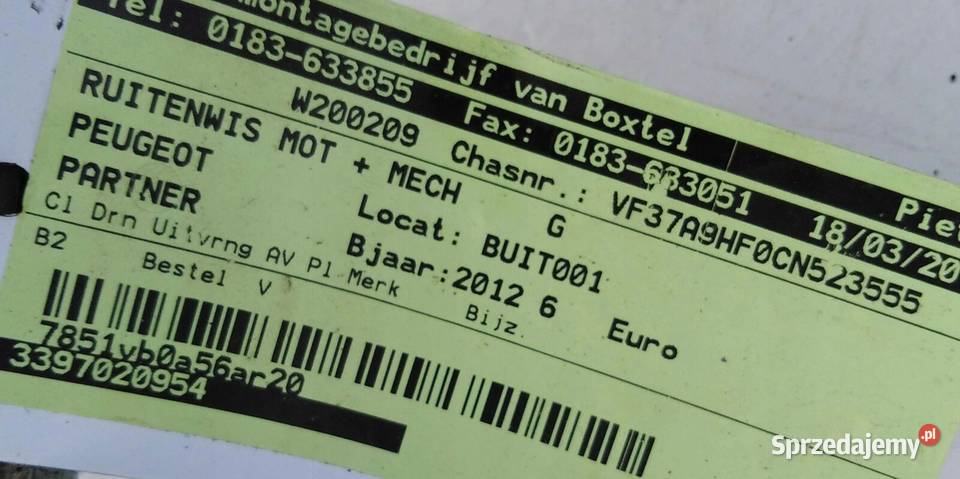 montagebedrijf van Boxtel
Tel: 0183-633855 Fax: 0183-633051 18/03/20
W200209 Chasnr.: VF37A9HF0CN523555
RUITENWIS MOT + MECH G
PEUGEOT Locat: BUIT001
PARTNER Bjaar:2012 6 Euro
Cl Drn Uitvrng AV Pl Merk Bijz.
B2 Bestel V
7851vb0a56ar20
3397020954
Sprzedajemy.pl